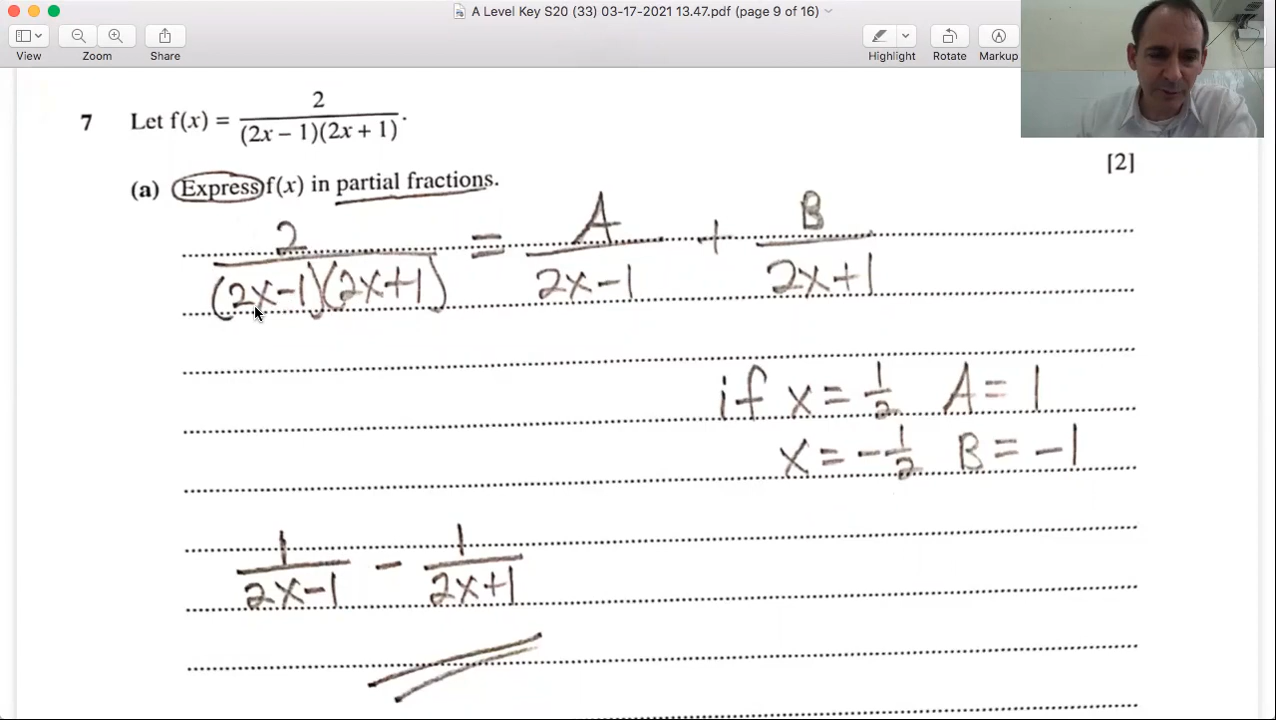 A Level Key S20 (33) 03-17-2021 13.47.pdf (page 9 of 16)
View Zoom Share Highlight Rotate Markup
7 Let f(x) = 2/((2x − 1)(2x + 1)).
[2]
(a) Express f(x) in partial fractions.
2/((2x−1)(2x+1)) = A/(2x−1) + B/(2x+1)
if x = 1/2 A = 1
x = −1/2 B = −1
1/(2x−1) − 1/(2x+1)